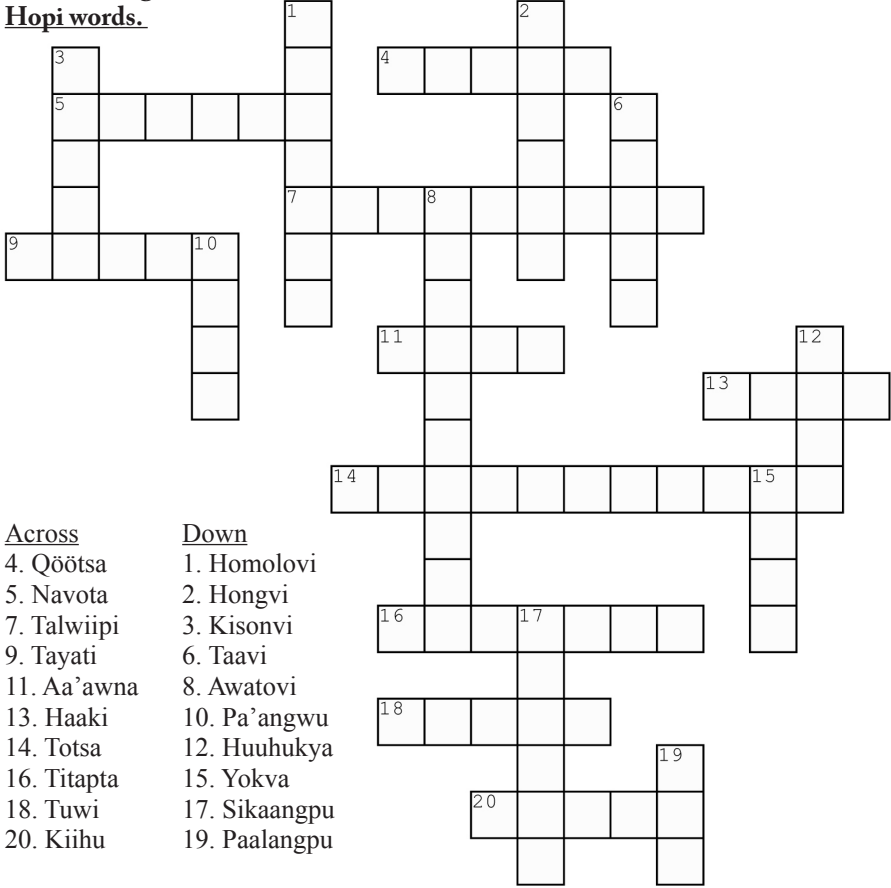 Hopi words.
1
2
3
4
5
6
7
8
9
10
11
12
13
14
15
16
17
18
19
20
Across
4. Qöötsa
5. Navota
7. Talwiipi
9. Tayati
11. Aa’awna
13. Haaki
14. Totsa
16. Titapta
18. Tuwi
20. Kiihu
Down
1. Homolovi
2. Hongvi
3. Kisonvi
6. Taavi
8. Awatovi
10. Pa’angwu
12. Huuhukya
15. Yokva
17. Sikaangpu
19. Paalangpu